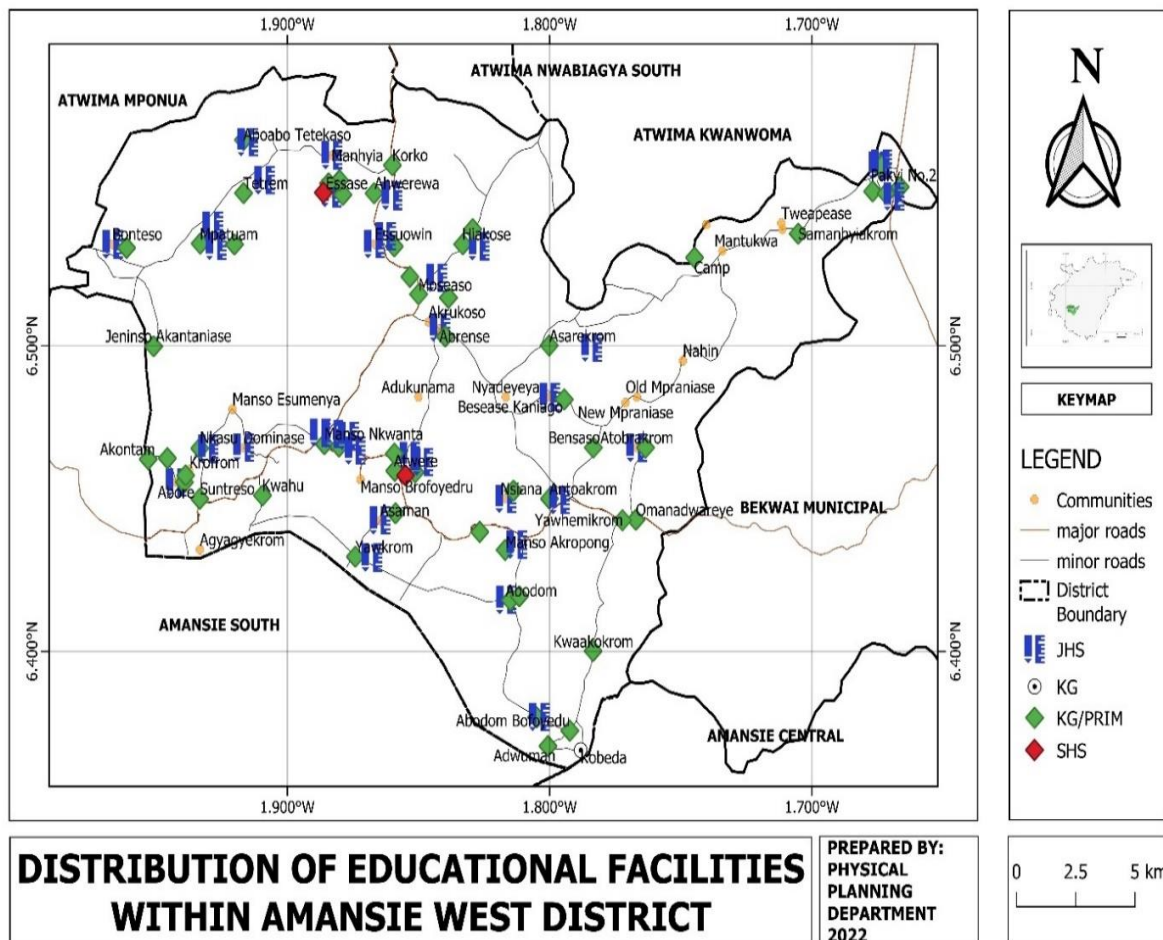 1.900°W
1.800°W
1.700°W
ATWIMA NWABIAGYA SOUTH
ATWIMA MPONUA
ATWIMA KWANWOMA
Aboabo Tetekaso
Manhyia
Korko
Pakyi No.2
Tetrem
Essase
Ahwerewa
Tweapease
Bonteso
Mpatuam
Essuowin
Hiakose
Mantukwa
Samanhyiakrom
Camp
Moseaso
Akrukoso
Abrense
Jeninso Akantaniase
Asarekrom
6.500°N
6.500°N
Nahin
Adukunama
Nyadeyeya
Old Mpraniase
Manso Esumenya
Besease Kaniago
New Mpraniase
Nkasu
Dominase
Manso Nkwanta
Bensaso
Atobrakrom
Akontam
Krofrom
Atwere
Abore
Suntreso
Kwahu
Manso Brofoyedru
Nsiana
Antoakrom
Asaman
Yawhemikrom
Omanadwareye
BEKWAI MUNICIPAL
Agyagyekrom
Yawkrom
Manso Akropong
Abodom
AMANSIE SOUTH
Kwaakokrom
6.400°N
6.400°N
Abodom Bofoyedu
AMANSIE CENTRAL
Adwuman
Kobeda
1.900°W
1.800°W
1.700°W
N
KEYMAP
LEGEND
Communities
major roads
minor roads
District
Boundary
JHS
KG
KG/PRIM
SHS
DISTRIBUTION OF EDUCATIONAL FACILITIES
WITHIN AMANSIE WEST DISTRICT
PREPARED BY:
PHYSICAL
PLANNING
DEPARTMENT
2022
0 2.5 5 km